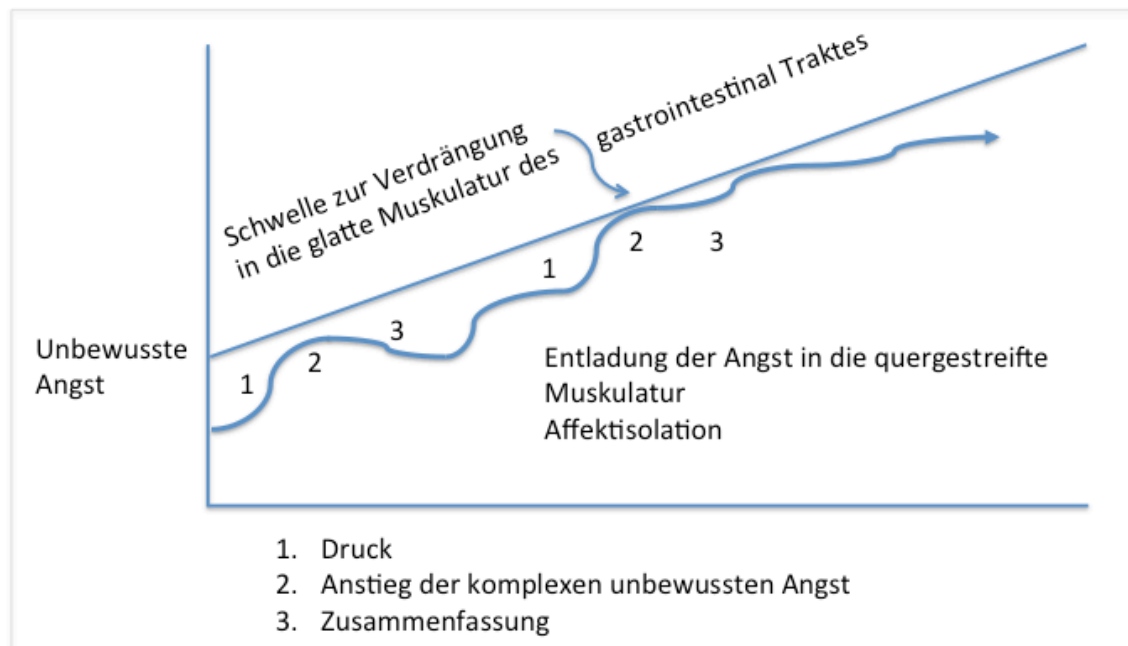 Schwelle zur Verdrängung
in die glatte Muskulatur des gastrointestinal Traktes
Unbewusste
Angst
1
2
3
1
2
3
Entladung der Angst in die quergestreifte
Muskulatur
Affektisolation
1. Druck
2. Anstieg der komplexen unbewussten Angst
3. Zusammenfassung